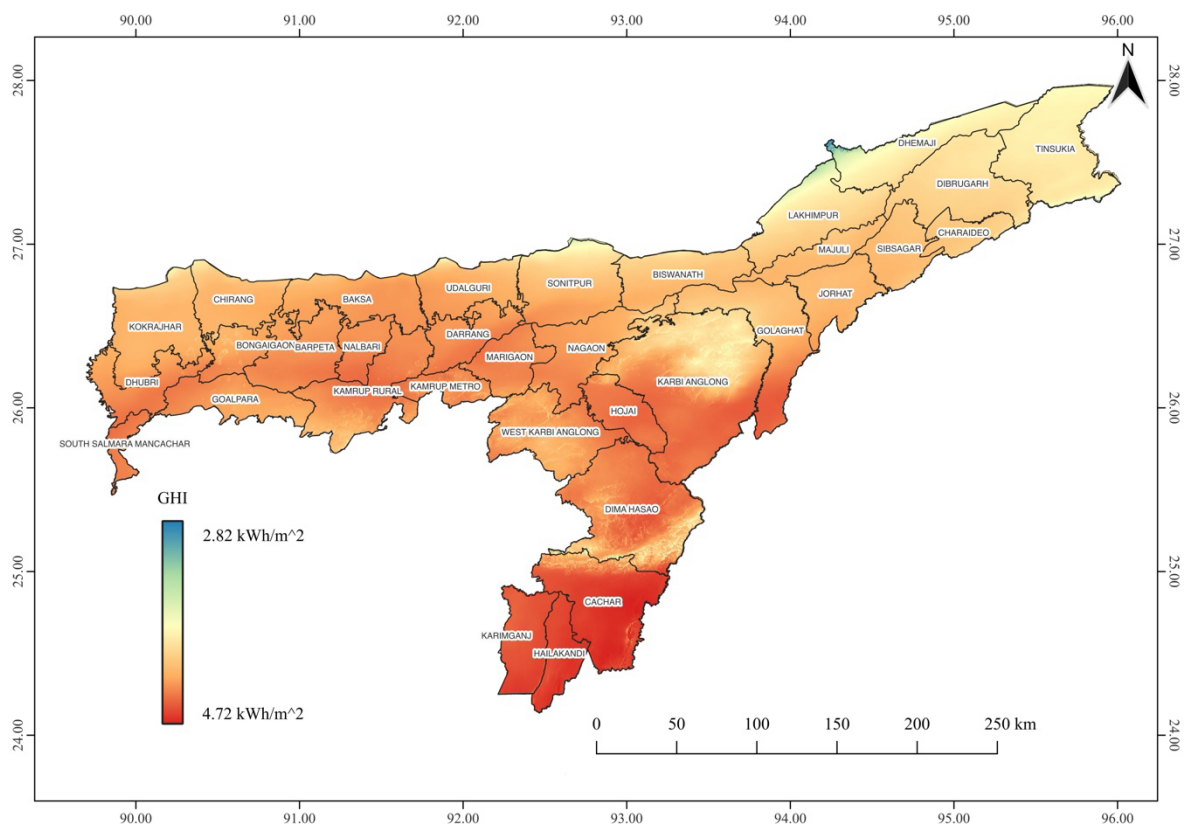 90.00 91.00 92.00 93.00 94.00 95.00 96.00
N
28.00 28.00
DHEMAJI
TINSUKIA
DIBRUGARH
LAKHIMPUR
CHARAIDEO
27.00 MAJULI SIBSAGAR 27.00
SONITPUR BISWANATH
UDALGURI
CHIRANG BAKSA JORHAT
KOKRAJHAR GOLAGHAT
DARRANG
BONGAIGAON BARPETA NALBARI NAGAON
MARIGAON
DHUBRI KAMRUP RURAL KAMRUP METRO KARBI ANGLONG
GOALPARA
26.00 HOJAI 26.00
WEST KARBI ANGLONG
SOUTH SALMARA MANCACHAR
GHI
DIMA HASAO
2.82 kWh/m^2
25.00 25.00
CACHAR
KARIMGANJ
HAILAKANDI
4.72 kWh/m^2
0 50 100 150 200 250 km
24.00 24.00
90.00 91.00 92.00 93.00 94.00 95.00 96.00